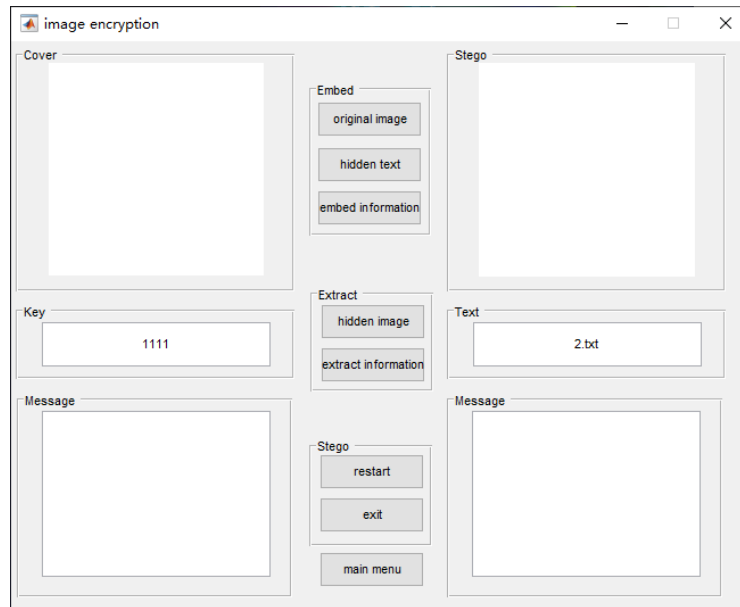 image encryption
Cover
Embed
original image
hidden text
embed information
Stego
Extract
hidden image
extract information
Key
1111
Text
2.txt
Message
Stego
restart
exit
main menu
Message